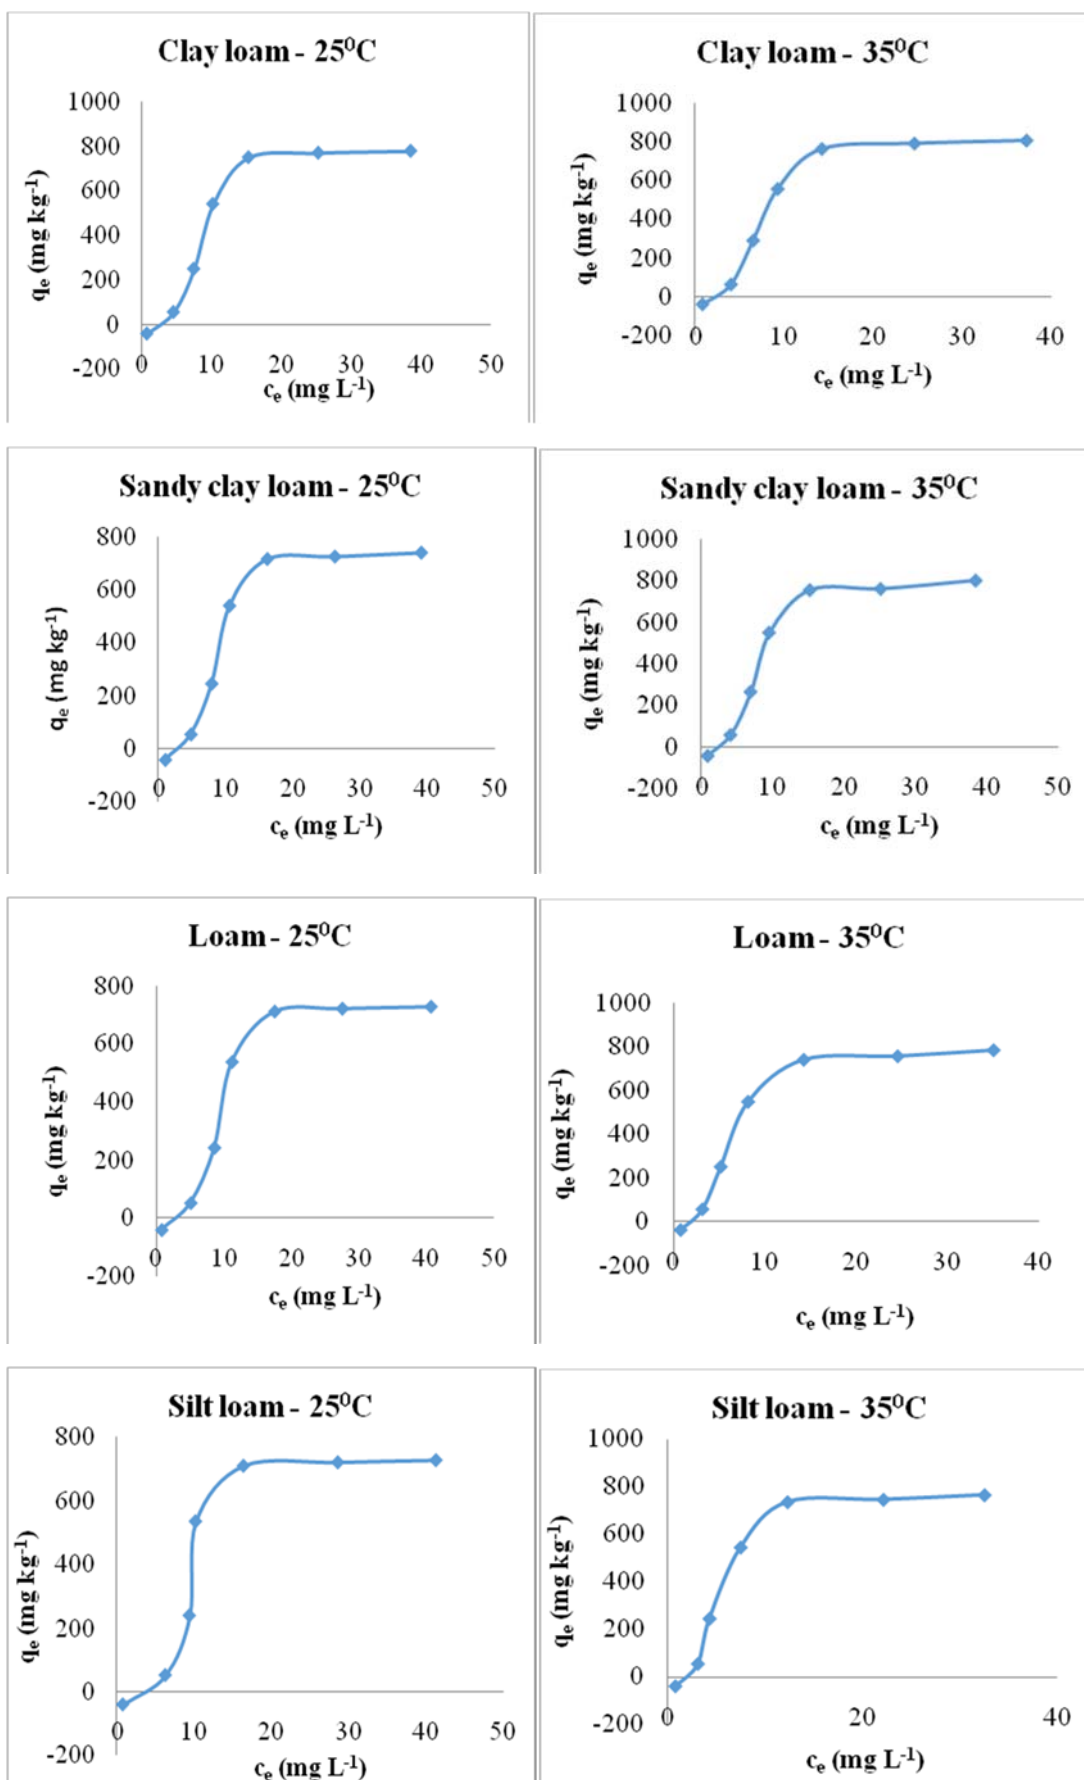 Clay loam - 25⁰C
1000
800
600
400
200
0
-200
qₑ (mg kg⁻¹)
0 10 20 30 40 50
cₑ (mg L⁻¹)
Clay loam - 35⁰C
1000
800
600
400
200
0
-200
qₑ (mg kg⁻¹)
0 10 20 30 40
cₑ (mg L⁻¹)
Sandy clay loam - 25⁰C
800
600
400
200
0
-200
qₑ (mg kg⁻¹)
0 10 20 30 40 50
cₑ (mg L⁻¹)
Sandy clay loam - 35⁰C
1000
800
600
400
200
0
-200
qₑ (mg kg⁻¹)
0 10 20 30 40 50
cₑ (mg L⁻¹)
Loam - 25⁰C
800
600
400
200
0
-200
qₑ (mg kg⁻¹)
0 10 20 30 40 50
cₑ (mg L⁻¹)
Loam - 35⁰C
1000
800
600
400
200
0
-200
qₑ (mg kg⁻¹)
0 10 20 30 40
cₑ (mg L⁻¹)
Silt loam - 25⁰C
800
600
400
200
0
-200
qₑ (mg kg⁻¹)
0 10 20 30 40 50
cₑ (mg L⁻¹)
Silt loam - 35⁰C
1000
800
600
400
200
0
-200
qₑ (mg kg⁻¹)
0 20 40
cₑ (mg L⁻¹)